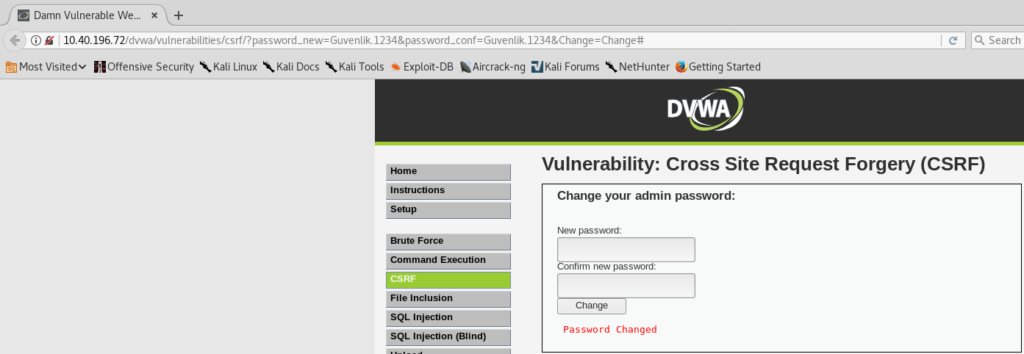 Damn Vulnerable We...
10.40.196.72/dvwa/vulnerabilities/csrf/?password_new=Guvenlik.1234&password_conf=Guvenlik.1234&Change=Change#
Search
Most Visited Offensive Security Kali Linux Kali Docs Kali Tools Exploit-DB Aircrack-ng Kali Forums NetHunter Getting Started
DVWA
Vulnerability: Cross Site Request Forgery (CSRF)
Home
Instructions
Setup
Brute Force
Command Execution
CSRF
File Inclusion
SQL Injection
SQL Injection (Blind)
Upload
Change your admin password:
New password:
Confirm new password:
Change
Password Changed